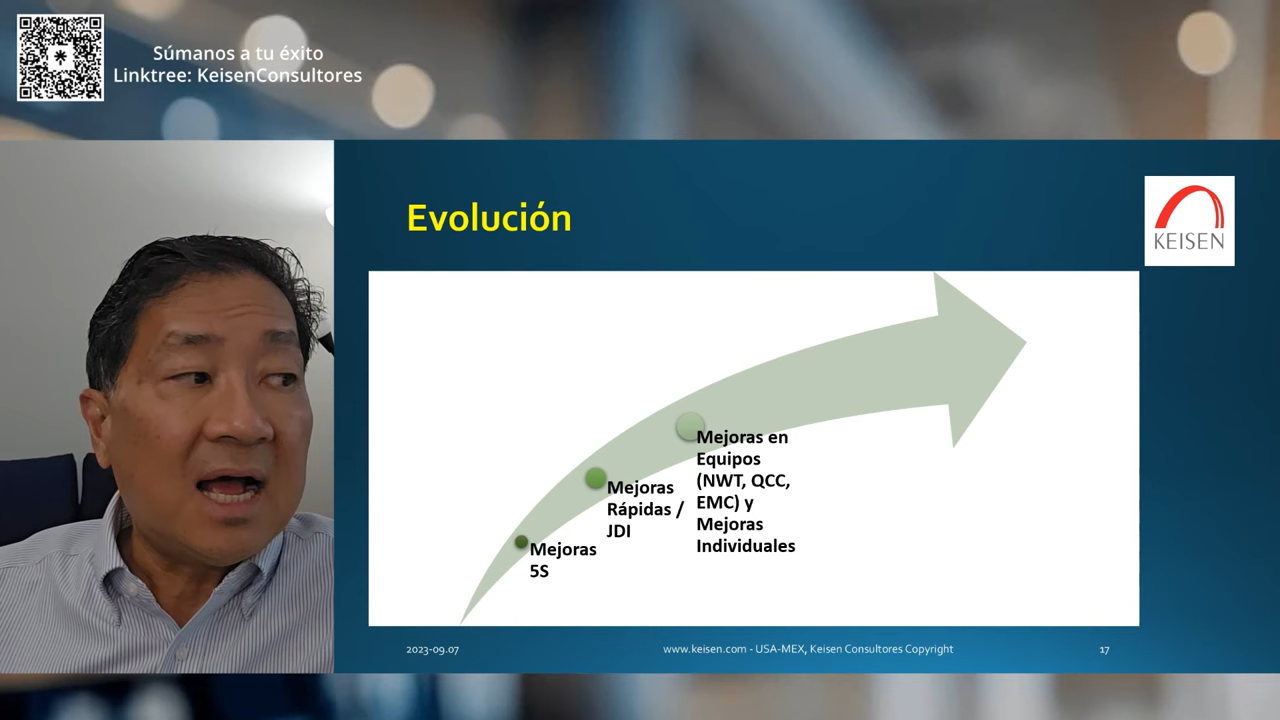 Súmanos a tu éxito
Linktree: KeisenConsultores
Evolución
KEISEN
Mejoras en
Equipos
(NWT, QCC,
EMC) y
Mejoras
Individuales
Mejoras
Rápidas /
JDI
Mejoras
5S
2023-09.07
www.keisen.com - USA-MEX, Keisen Consultores Copyright
17